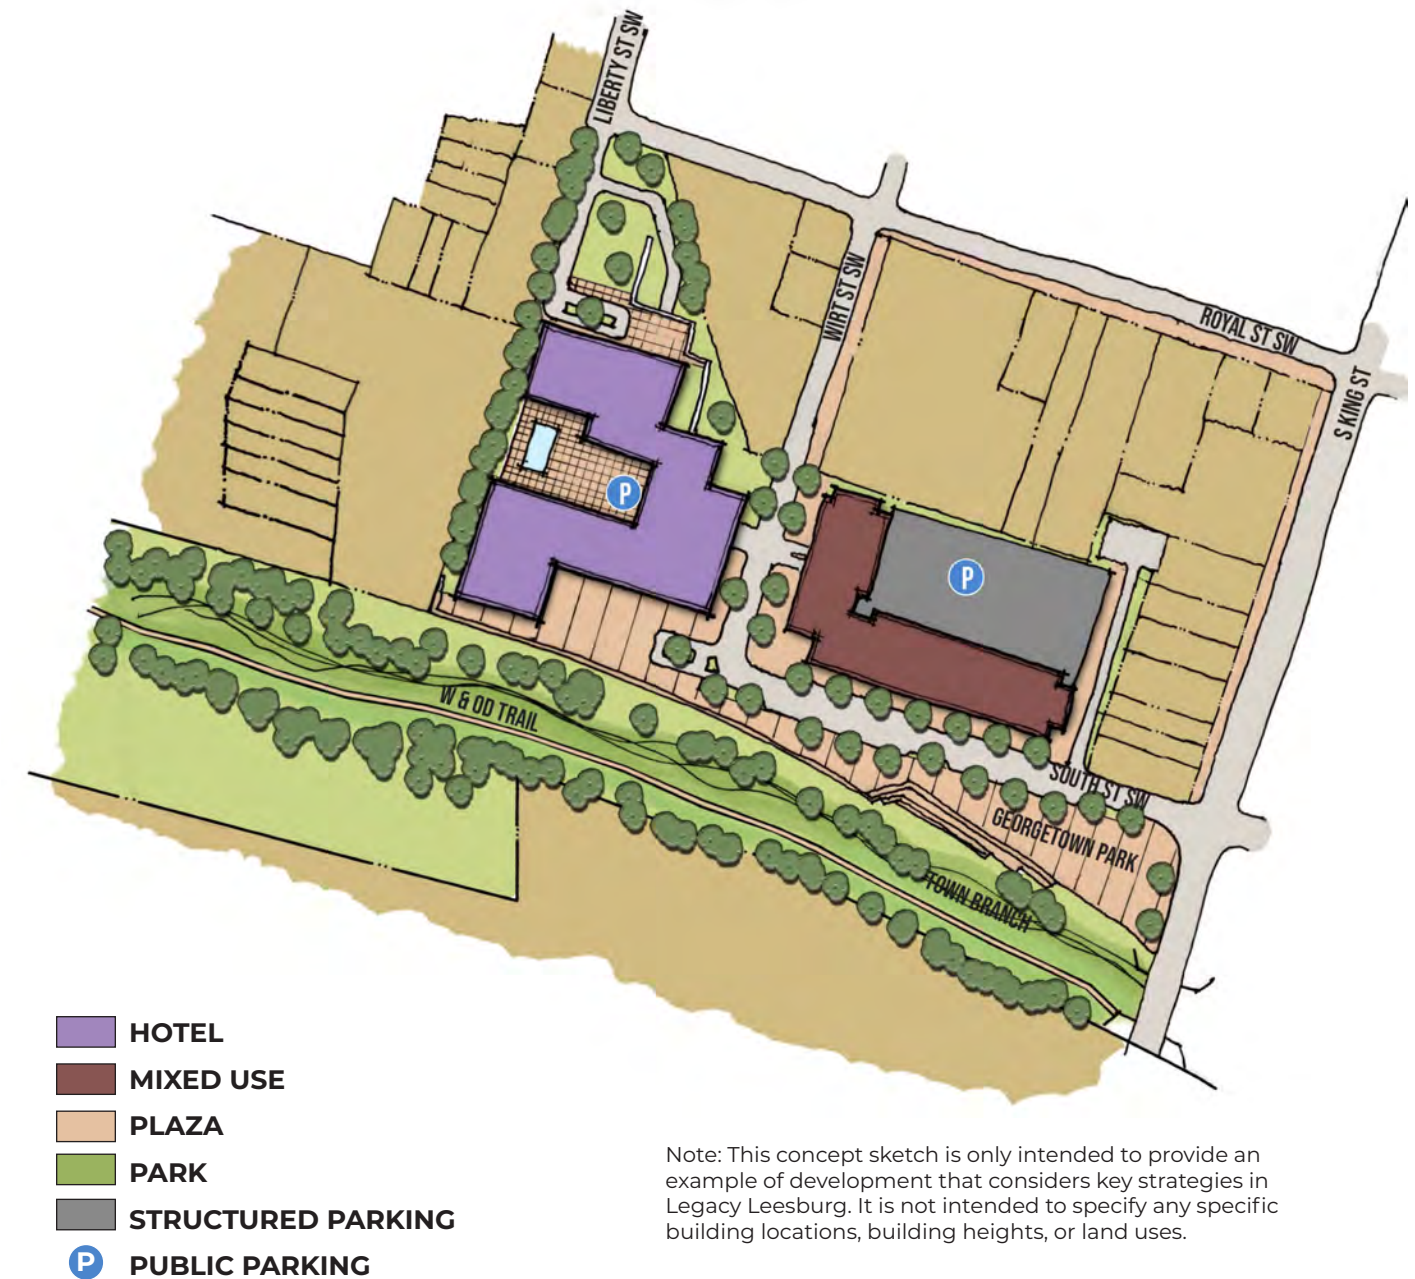 LIBERTY ST SW
WIRT ST SW
ROYAL ST SW
S KING ST
P
P
W & OD TRAIL
SOUTH ST SW
GEORGETOWN PARK
TOWN BRANCH
HOTEL
MIXED USE
PLAZA
PARK
STRUCTURED PARKING
P PUBLIC PARKING
Note: This concept sketch is only intended to provide an
example of development that considers key strategies in
Legacy Leesburg. It is not intended to specify any specific
building locations, building heights, or land uses.